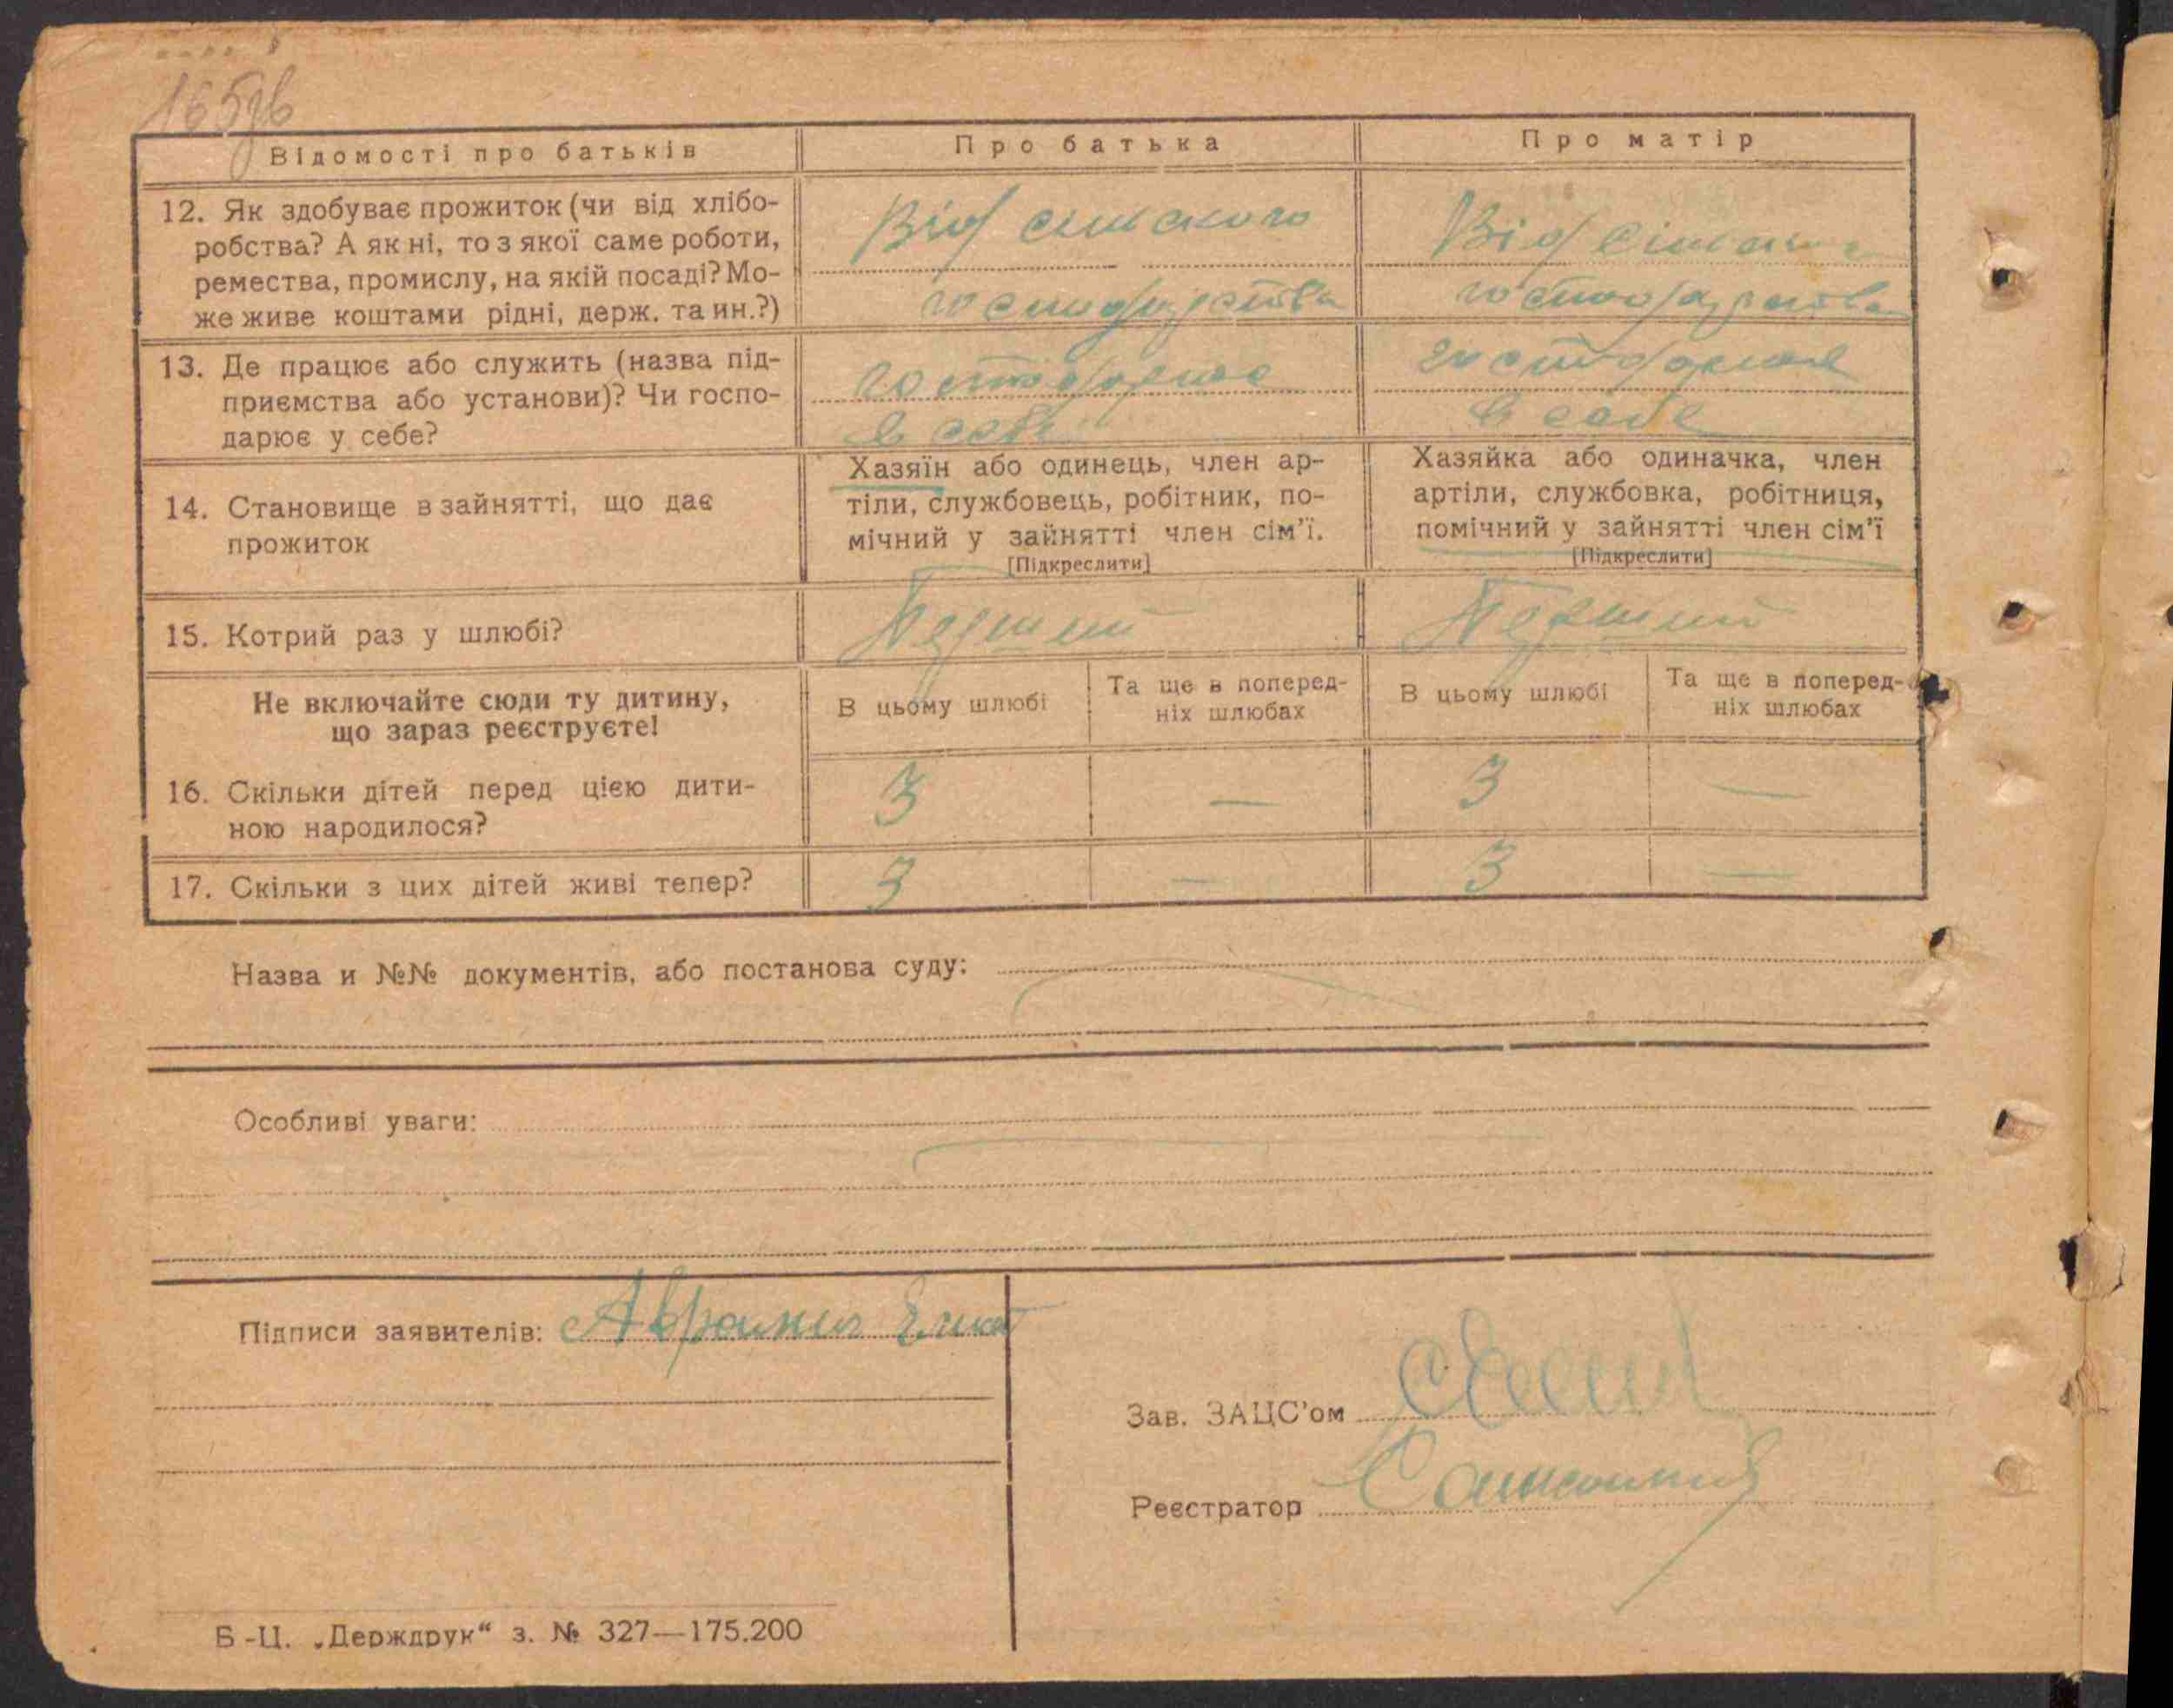 165зв
Відомості про батьків
Про батька
Про матір
12. Як здобуває прожиток (чи від хлібо-
робства? А як ні, то з якої саме роботи,
ремества, промислу, на якій посаді? Мо-
же живе коштами рідні, держ. та ин.?)
Від сільского
господарства
Від сільского
господарства
13. Де працює або служить (назва під-
приємства або установи)? Чи госпо-
дарює у себе?
господарює
в себе
господарює
в себе
14. Становище в зайнятті, що дає
прожиток
Хазяїн або одинець, член ар-
тіли, службовець, робітник, по-
мічний у зайнятті член сім'ї.
[Підкреслити]
Хазяйка або одиначка, член
артіли, службовка, робітниця,
помічний у зайнятті член сім'ї
[Підкреслити]
15. Котрий раз у шлюбі?
Перший
Перший
Не включайте сюди ту дитину,
що зараз реєструєте!
В цьому шлюбі
Та ще в поперед-
ніх шлюбах
В цьому шлюбі
Та ще в поперед-
ніх шлюбах
16. Скільки дітей перед цією дити-
ною народилося?
3
—
3
—
17. Скільки з цих дітей живі тепер?
3
—
3
—
Назва и №№ документів, або постанова суду:
Особливі уваги:
Підписи заявителів:
Зав. ЗАЦС'ом
Реєстратор
Б-Ц. „Держдрук“ з. № 327—175.200